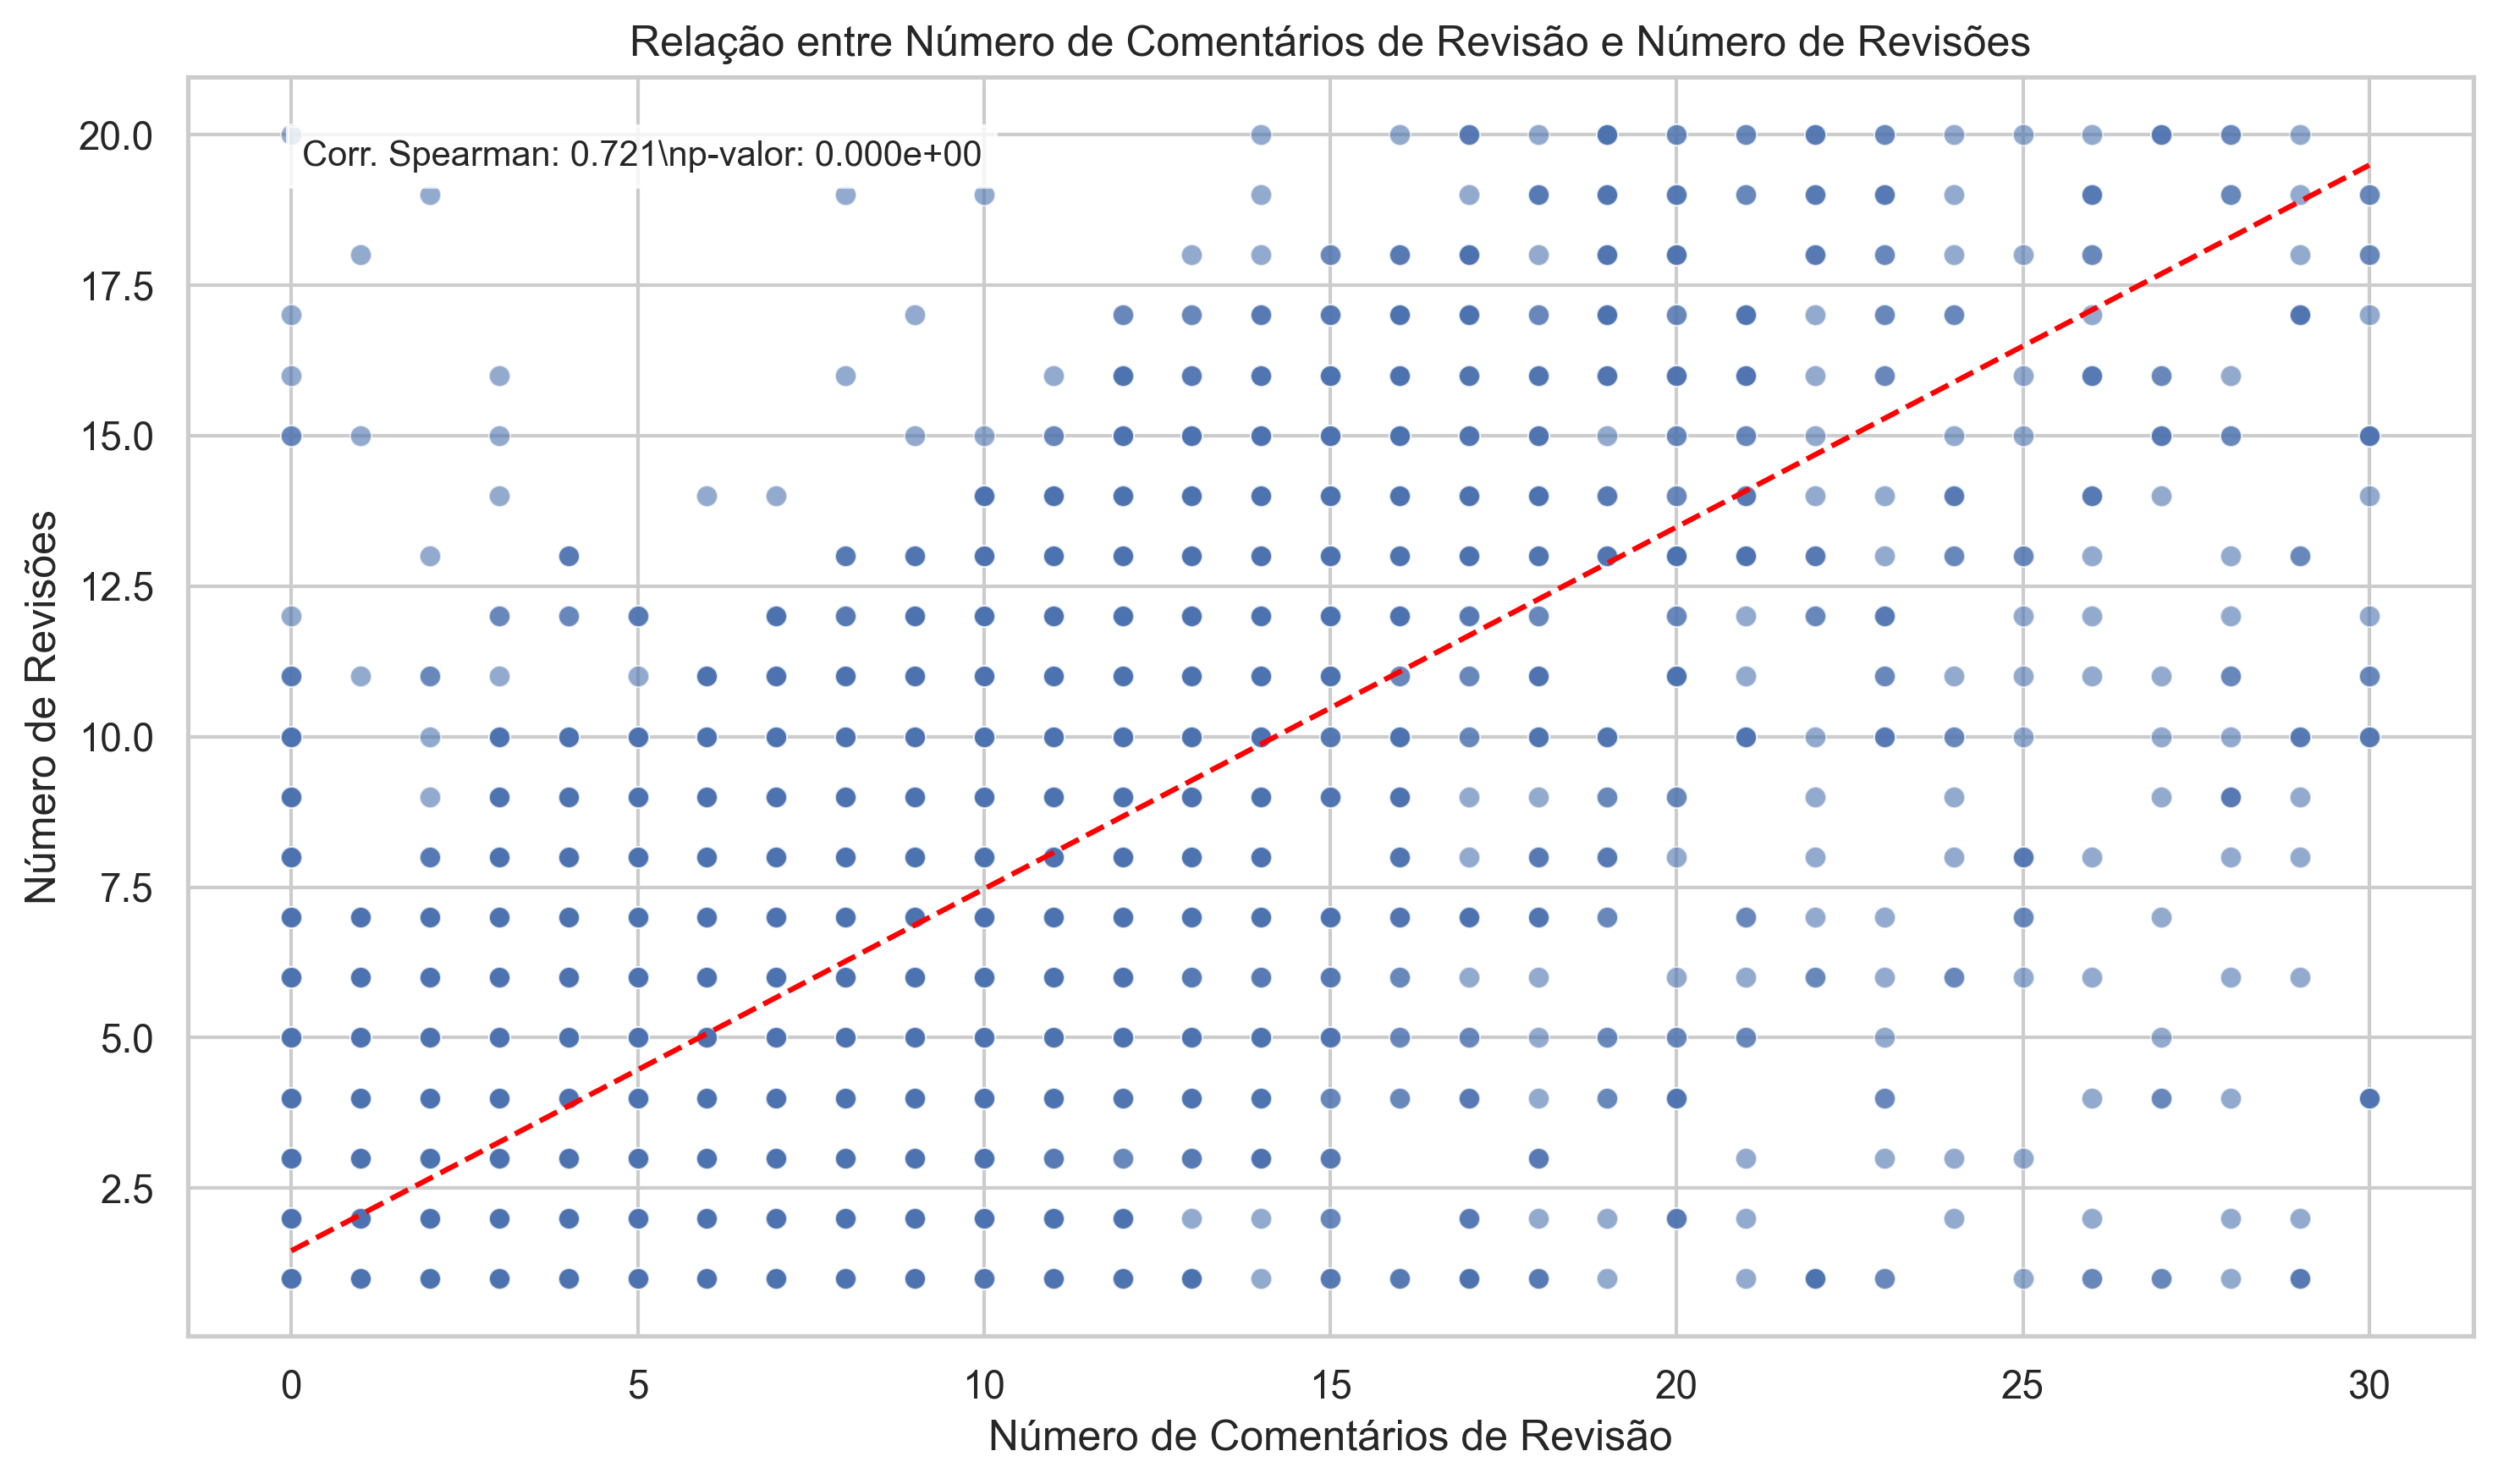 Relação entre Número de Comentários de Revisão e Número de Revisões
Corr. Spearman: 0.721\np-valor: 0.000e+00
Número de Revisões
20.0
17.5
15.0
12.5
10.0
7.5
5.0
2.5
0 5 10 15 20 25 30
Número de Comentários de Revisão